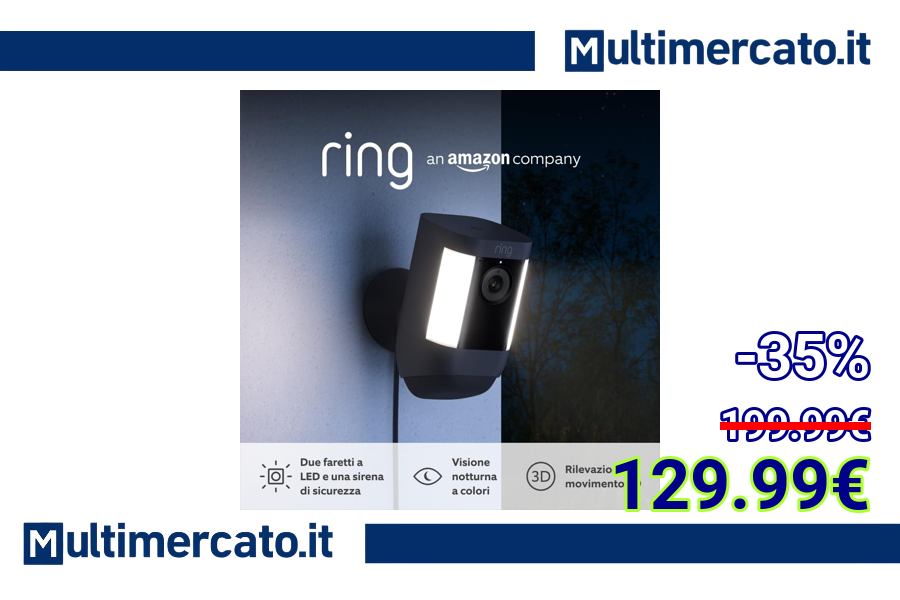 Multimercato.it
ring an amazon company
ring
-35%
199.99€
129.99€
Due faretti a
LED e una sirena
di sicurezza
Visione
notturna
a colori
3D
movimento
Multimercato.it